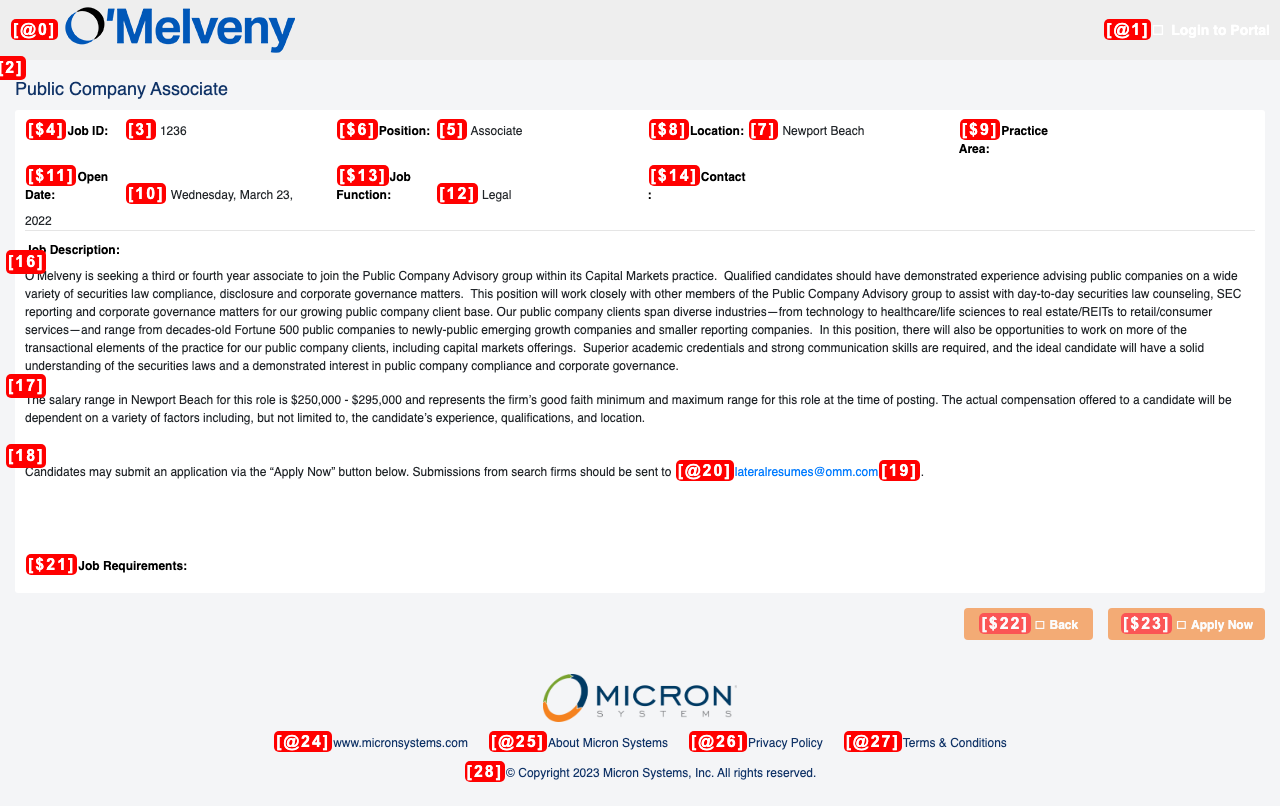 [@0] O'Melveny [@1] Login to Portal
[2]
Public Company Associate
[$4] Job ID: [3] 1236 [$6] Position: [5] Associate [$8] Location: [7] Newport Beach [$9] Practice
Area:
[$11] Open [$13] Job [$14] Contact
Date: [10] Wednesday, March 23, Function: [12] Legal :
2022
Job Description:
[16]
O'Melveny is seeking a third or fourth year associate to join the Public Company Advisory group within its Capital Markets practice.  Qualified candidates should have demonstrated experience advising public companies on a wide
variety of securities law compliance, disclosure and corporate governance matters.  This position will work closely with other members of the Public Company Advisory group to assist with day-to-day securities law counseling, SEC
reporting and corporate governance matters for our growing public company client base. Our public company clients span diverse industries—from technology to healthcare/life sciences to real estate/REITs to retail/consumer
services—and range from decades-old Fortune 500 public companies to newly-public emerging growth companies and smaller reporting companies.  In this position, there will also be opportunities to work on more of the
transactional elements of the practice for our public company clients, including capital markets offerings.  Superior academic credentials and strong communication skills are required, and the ideal candidate will have a solid
understanding of the securities laws and a demonstrated interest in public company compliance and corporate governance.
[17]
The salary range in Newport Beach for this role is $250,000 - $295,000 and represents the firm's good faith minimum and maximum range for this role at the time of posting. The actual compensation offered to a candidate will be
dependent on a variety of factors including, but not limited to, the candidate's experience, qualifications, and location.
[18]
Candidates may submit an application via the “Apply Now” button below. Submissions from search firms should be sent to [@20] lateralresumes@omm.com [19] .
[$21] Job Requirements:
[$22] Back [$23] Apply Now
MICRON
SYSTEMS
[@24] www.micronsystems.com [@25] About Micron Systems [@26] Privacy Policy [@27] Terms & Conditions
[28] © Copyright 2023 Micron Systems, Inc. All rights reserved.